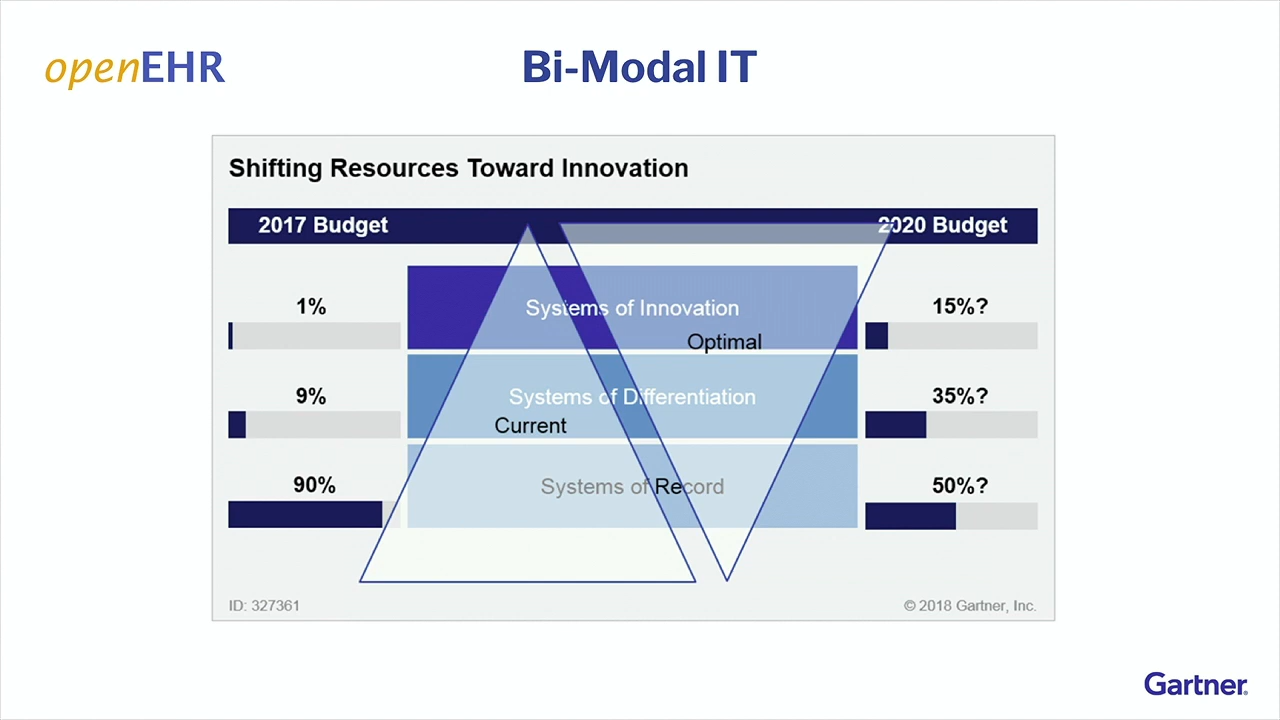 openEHR
Bi-Modal IT
Shifting Resources Toward Innovation
2017 Budget
2020 Budget
1%
Systems of Innovation
15%?
Optimal
9%
Systems of Differentiation
35%?
Current
90%
Systems of Record
50%?
ID: 327361
© 2018 Gartner, Inc.
Gartner®